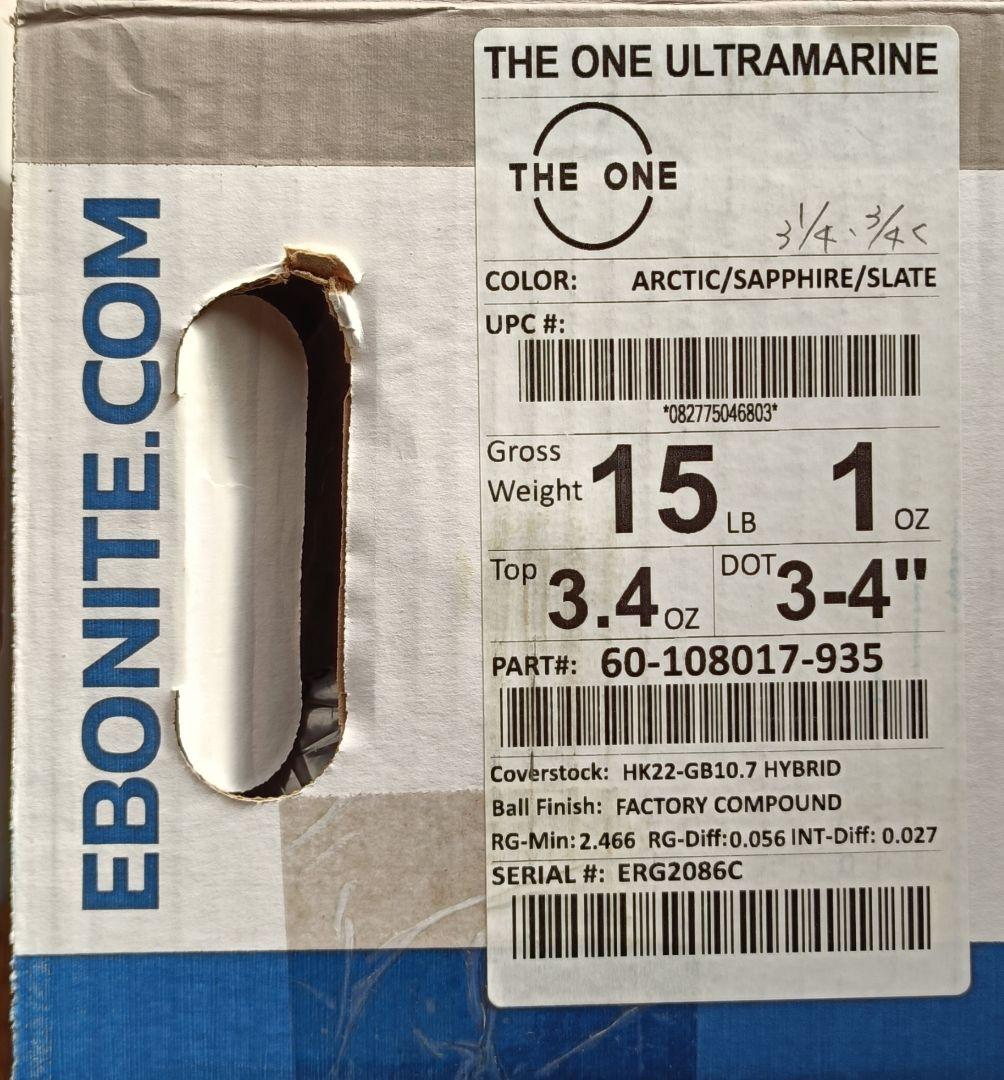 EBONITE.COM
THE ONE ULTRAMARINE
THE ONE
3 1/4 . 3/4 <
COLOR: ARCTIC/SAPPHIRE/SLATE
UPC #:
*082775046803*
Gross Weight 15 LB 1 OZ
Top 3.4 OZ DOT 3-4"
PART#: 60-108017-935
Coverstock: HK22-GB10.7 HYBRID
Ball Finish: FACTORY COMPOUND
RG-Min: 2.466 RG-Diff: 0.056 INT-Diff: 0.027
SERIAL #: ERG2086C